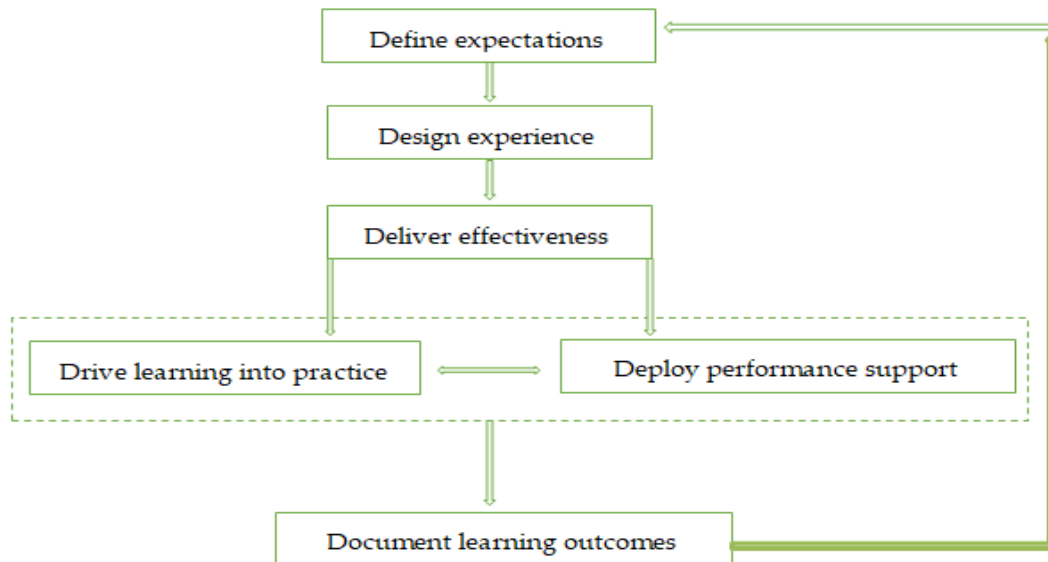 Define expectations
Design experience
Deliver effectiveness
Drive learning into practice
Deploy performance support
Document learning outcomes